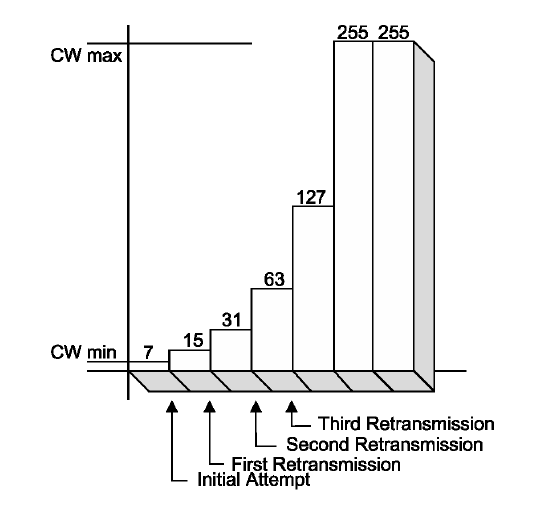 255 255
CW max
127
63
31
15
CW min 7
Third Retransmission
Second Retransmission
First Retransmission
Initial Attempt